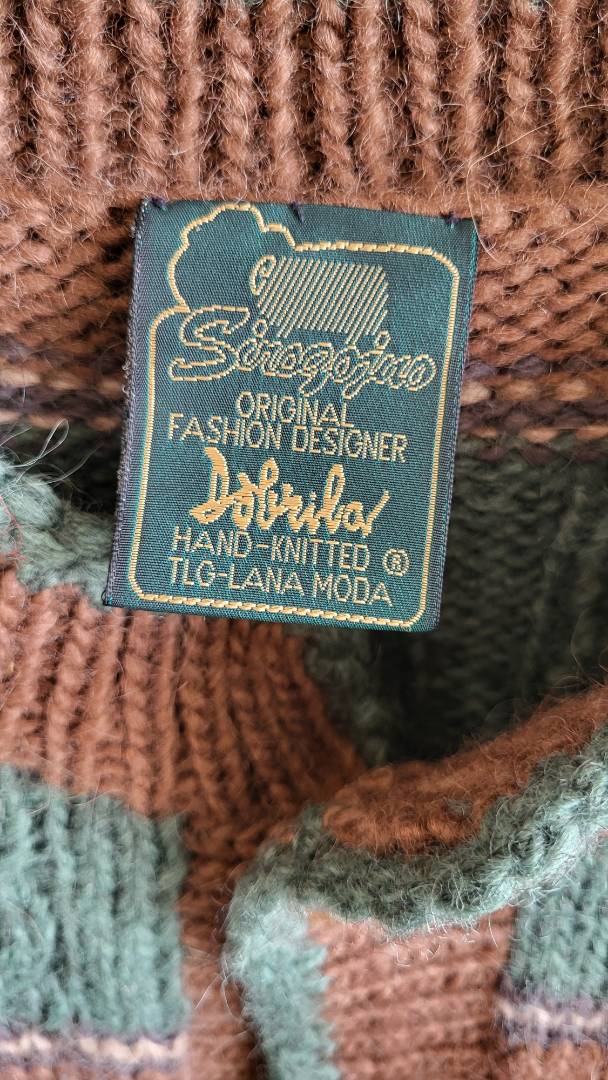 Sirogojno
ORIGINAL
FASHION DESIGNER
Dobrila
HAND-KNITTED ®
TLG-LANA MODA